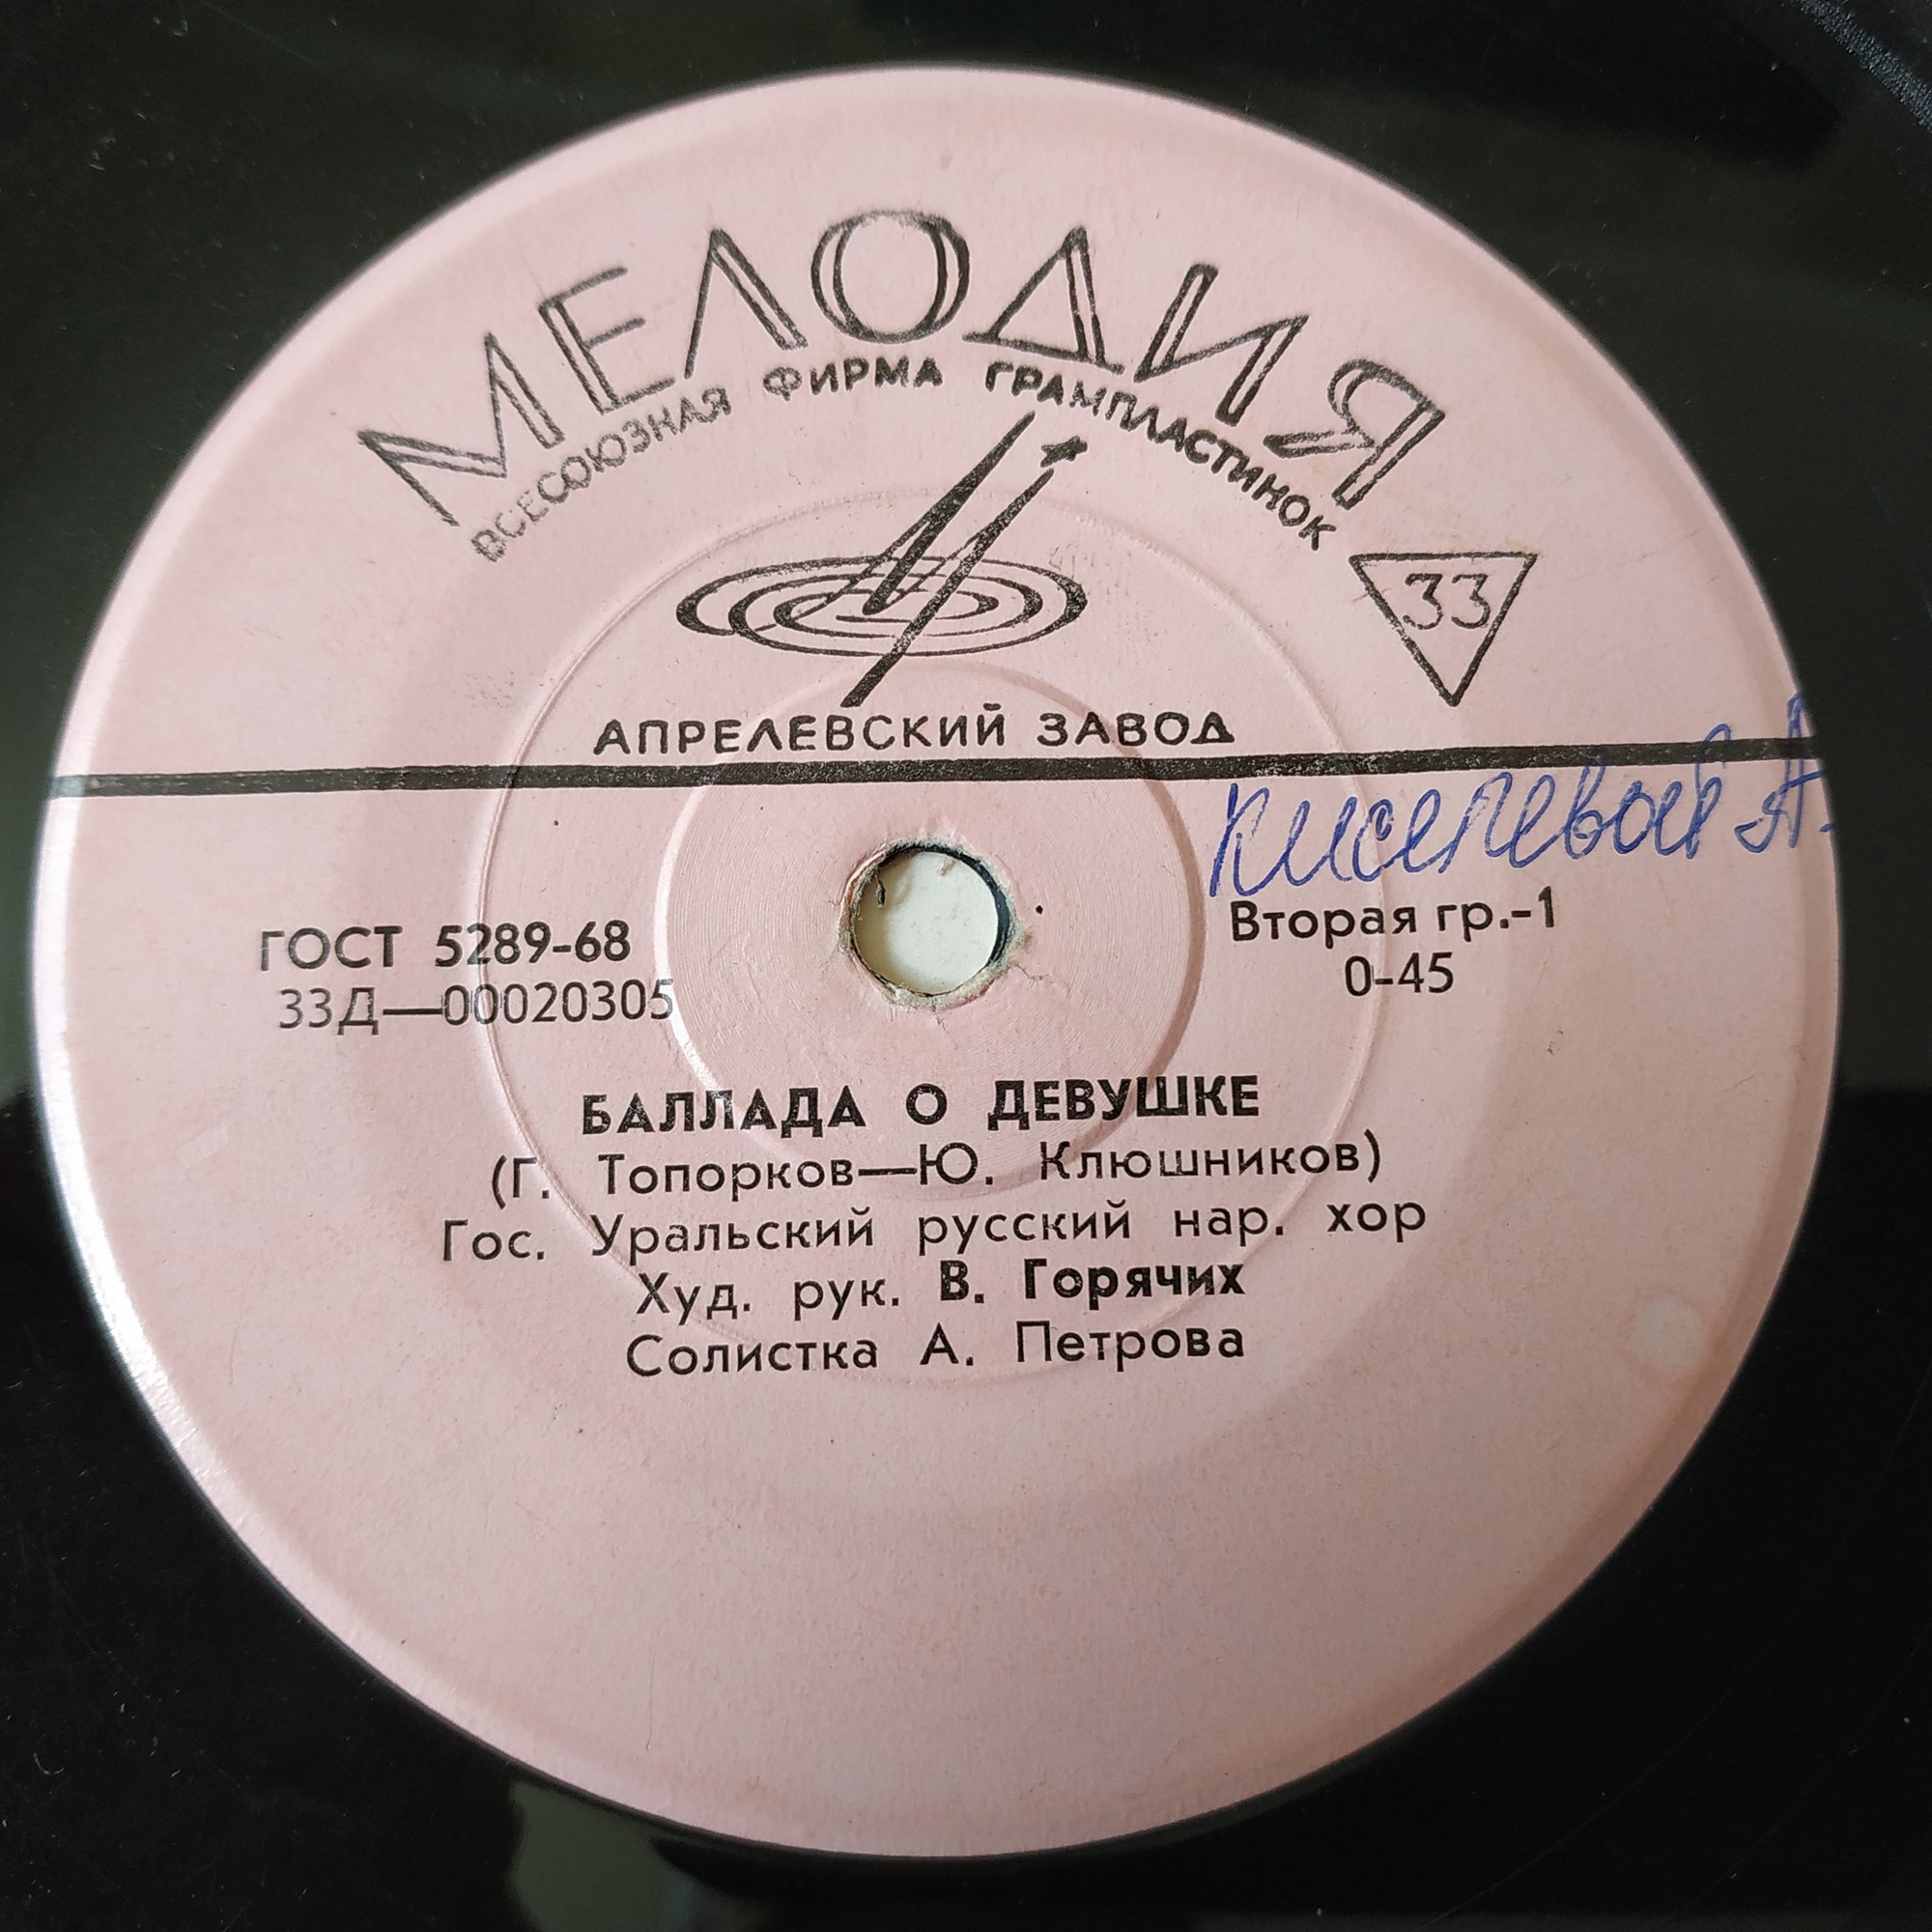 МЕЛОДИЯ
ВСЕСОЮЗНАЯ ФИРМА ГРАМПЛАСТИНОК
33
АПРЕЛЕВСКИЙ ЗАВОД
Киселевой А.
ГОСТ 5289-68
33Д—00020305
Вторая гр.-1
0-45
БАЛЛАДА О ДЕВУШКЕ
(Г. Топорков—Ю. Клюшников)
Гос. Уральский русский нар. хор
Худ. рук. В. Горячих
Солистка А. Петрова